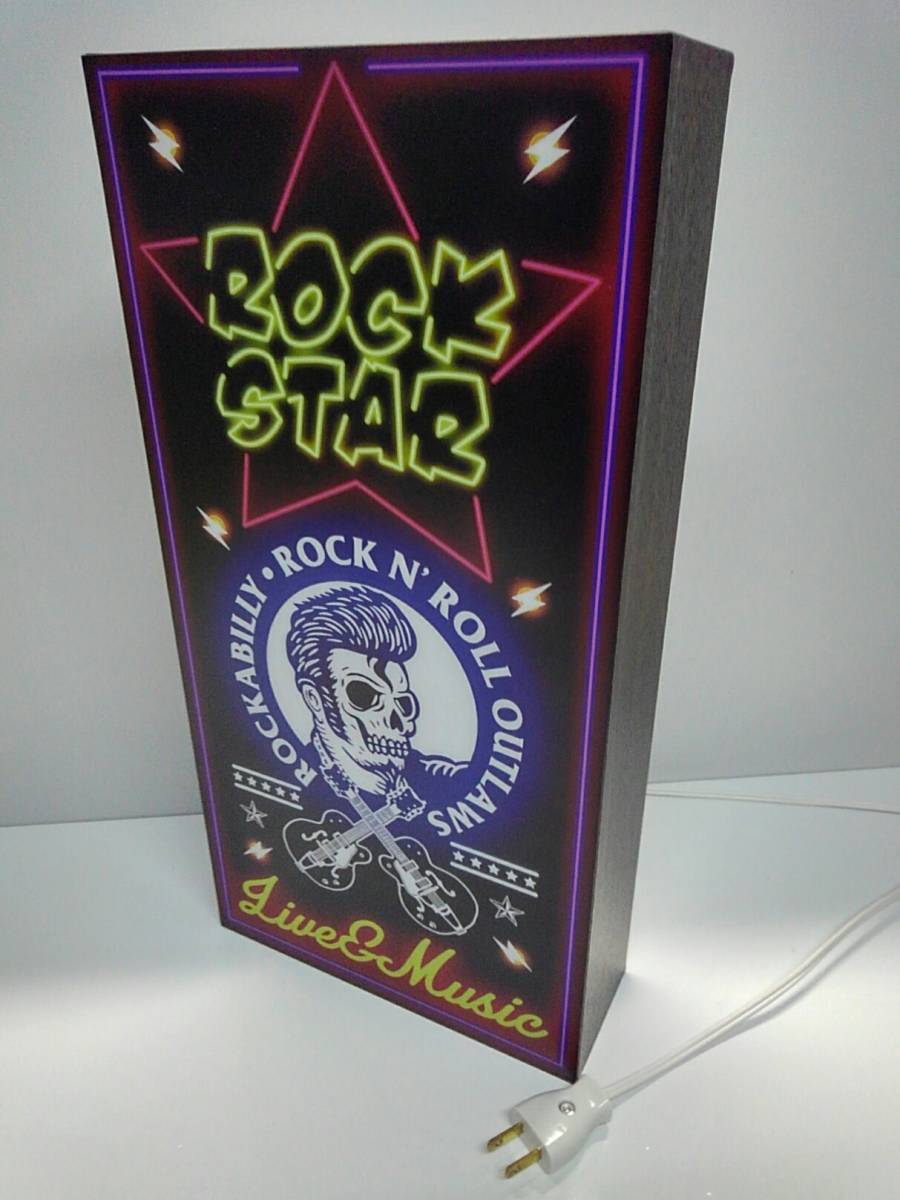 ROCK
STAR
ROCKABILLY • ROCK N' ROLL OUTLAWS
Live&Music